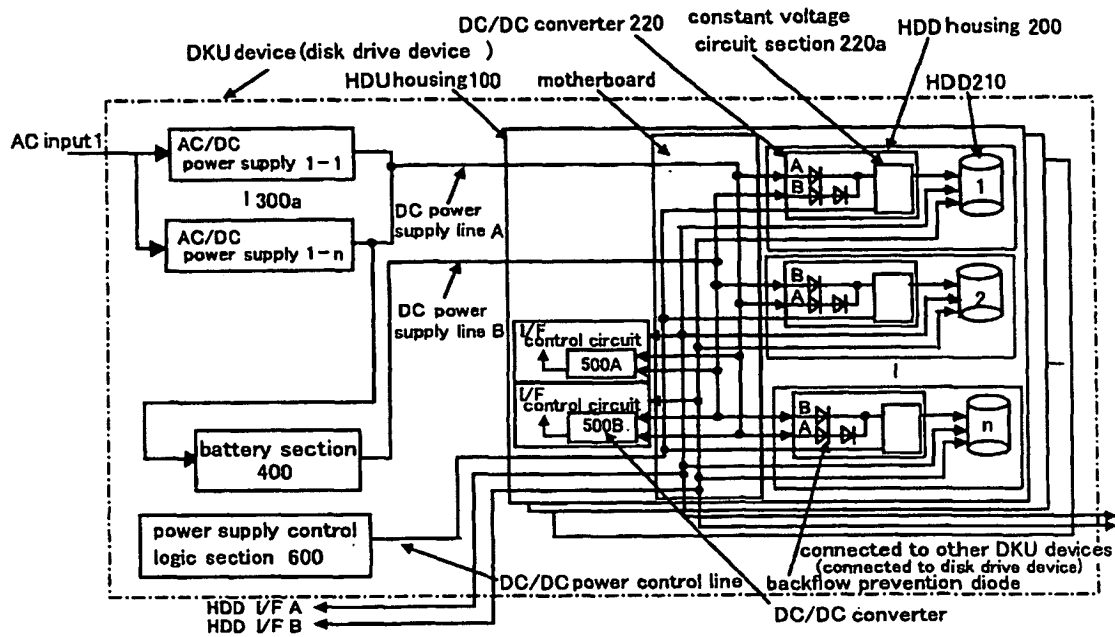 DC/DC converter 220
constant voltage
circuit section 220a
HDD housing 200
DKU device (disk drive device )
HDU housing 100
motherboard
HDD210
AC input 1
AC/DC
power supply 1-1
300a
AC/DC
power supply 1-n
DC power
supply line A
DC power
supply line B
A
B
1
B
A
2
I/F
control circuit
500A
I/F
control circuit
500B.
B
A
n
battery section
400
power supply control
logic section 600
DC/DC power control line
connected to other DKU devices
(connected to disk drive device)
backflow prevention diode
DC/DC converter
HDD I/F A
HDD I/F B